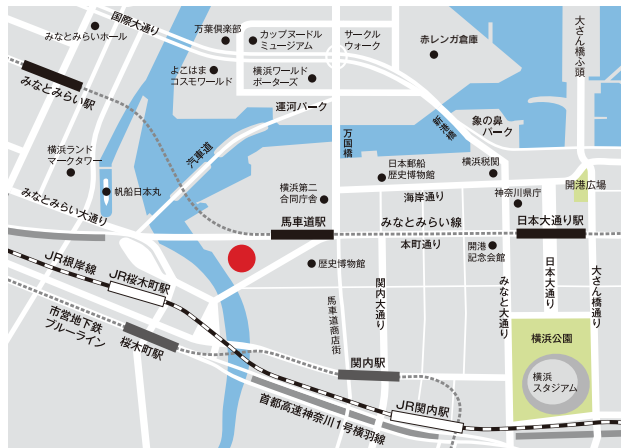 国際大通り
みなとみらいホール
万葉倶楽部
カップヌードル
ミュージアム
サークル
ウォーク
赤レンガ倉庫
大さん橋ふ頭
みなとみらい駅
よこはま
コスモワールド
横浜ワールド
ポーターズ
運河パーク
新港橋
象の鼻
パーク
万国橋
汽車道
横浜ランド
マークタワー
帆船日本丸
日本郵船
歴史博物館
横浜税関
横浜第二
合同庁舎
海岸通り
神奈川県庁
開港広場
みなとみらい大通り
馬車道駅
みなとみらい線
本町通り
日本大通り駅
開港
記念会館
歴史博物館
JR根岸線
JR桜木町駅
馬車道商店街
関内大通り
みなと大通り
日本大通り
大さん橋通り
市営地下鉄
ブルーライン
桜木町駅
関内駅
横浜公園
横浜
スタジアム
首都高速神奈川1号横羽線
JR関内駅